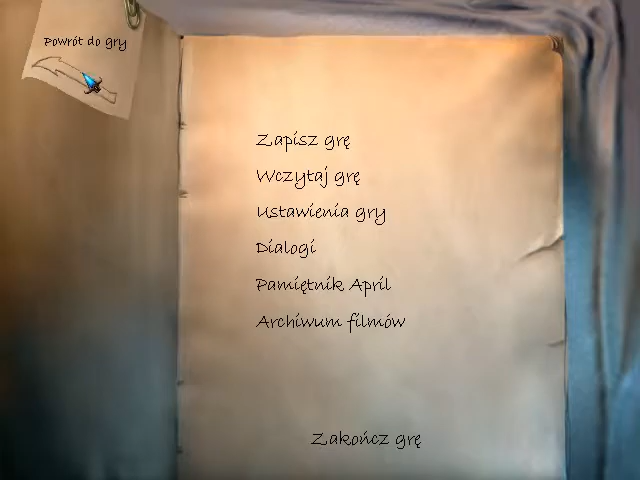 Powrót do gry
Zapisz grę
Wczytaj grę
Ustawienia gry
Dialogi
Pamiętnik April
Archiwum filmów
Zakończ grę